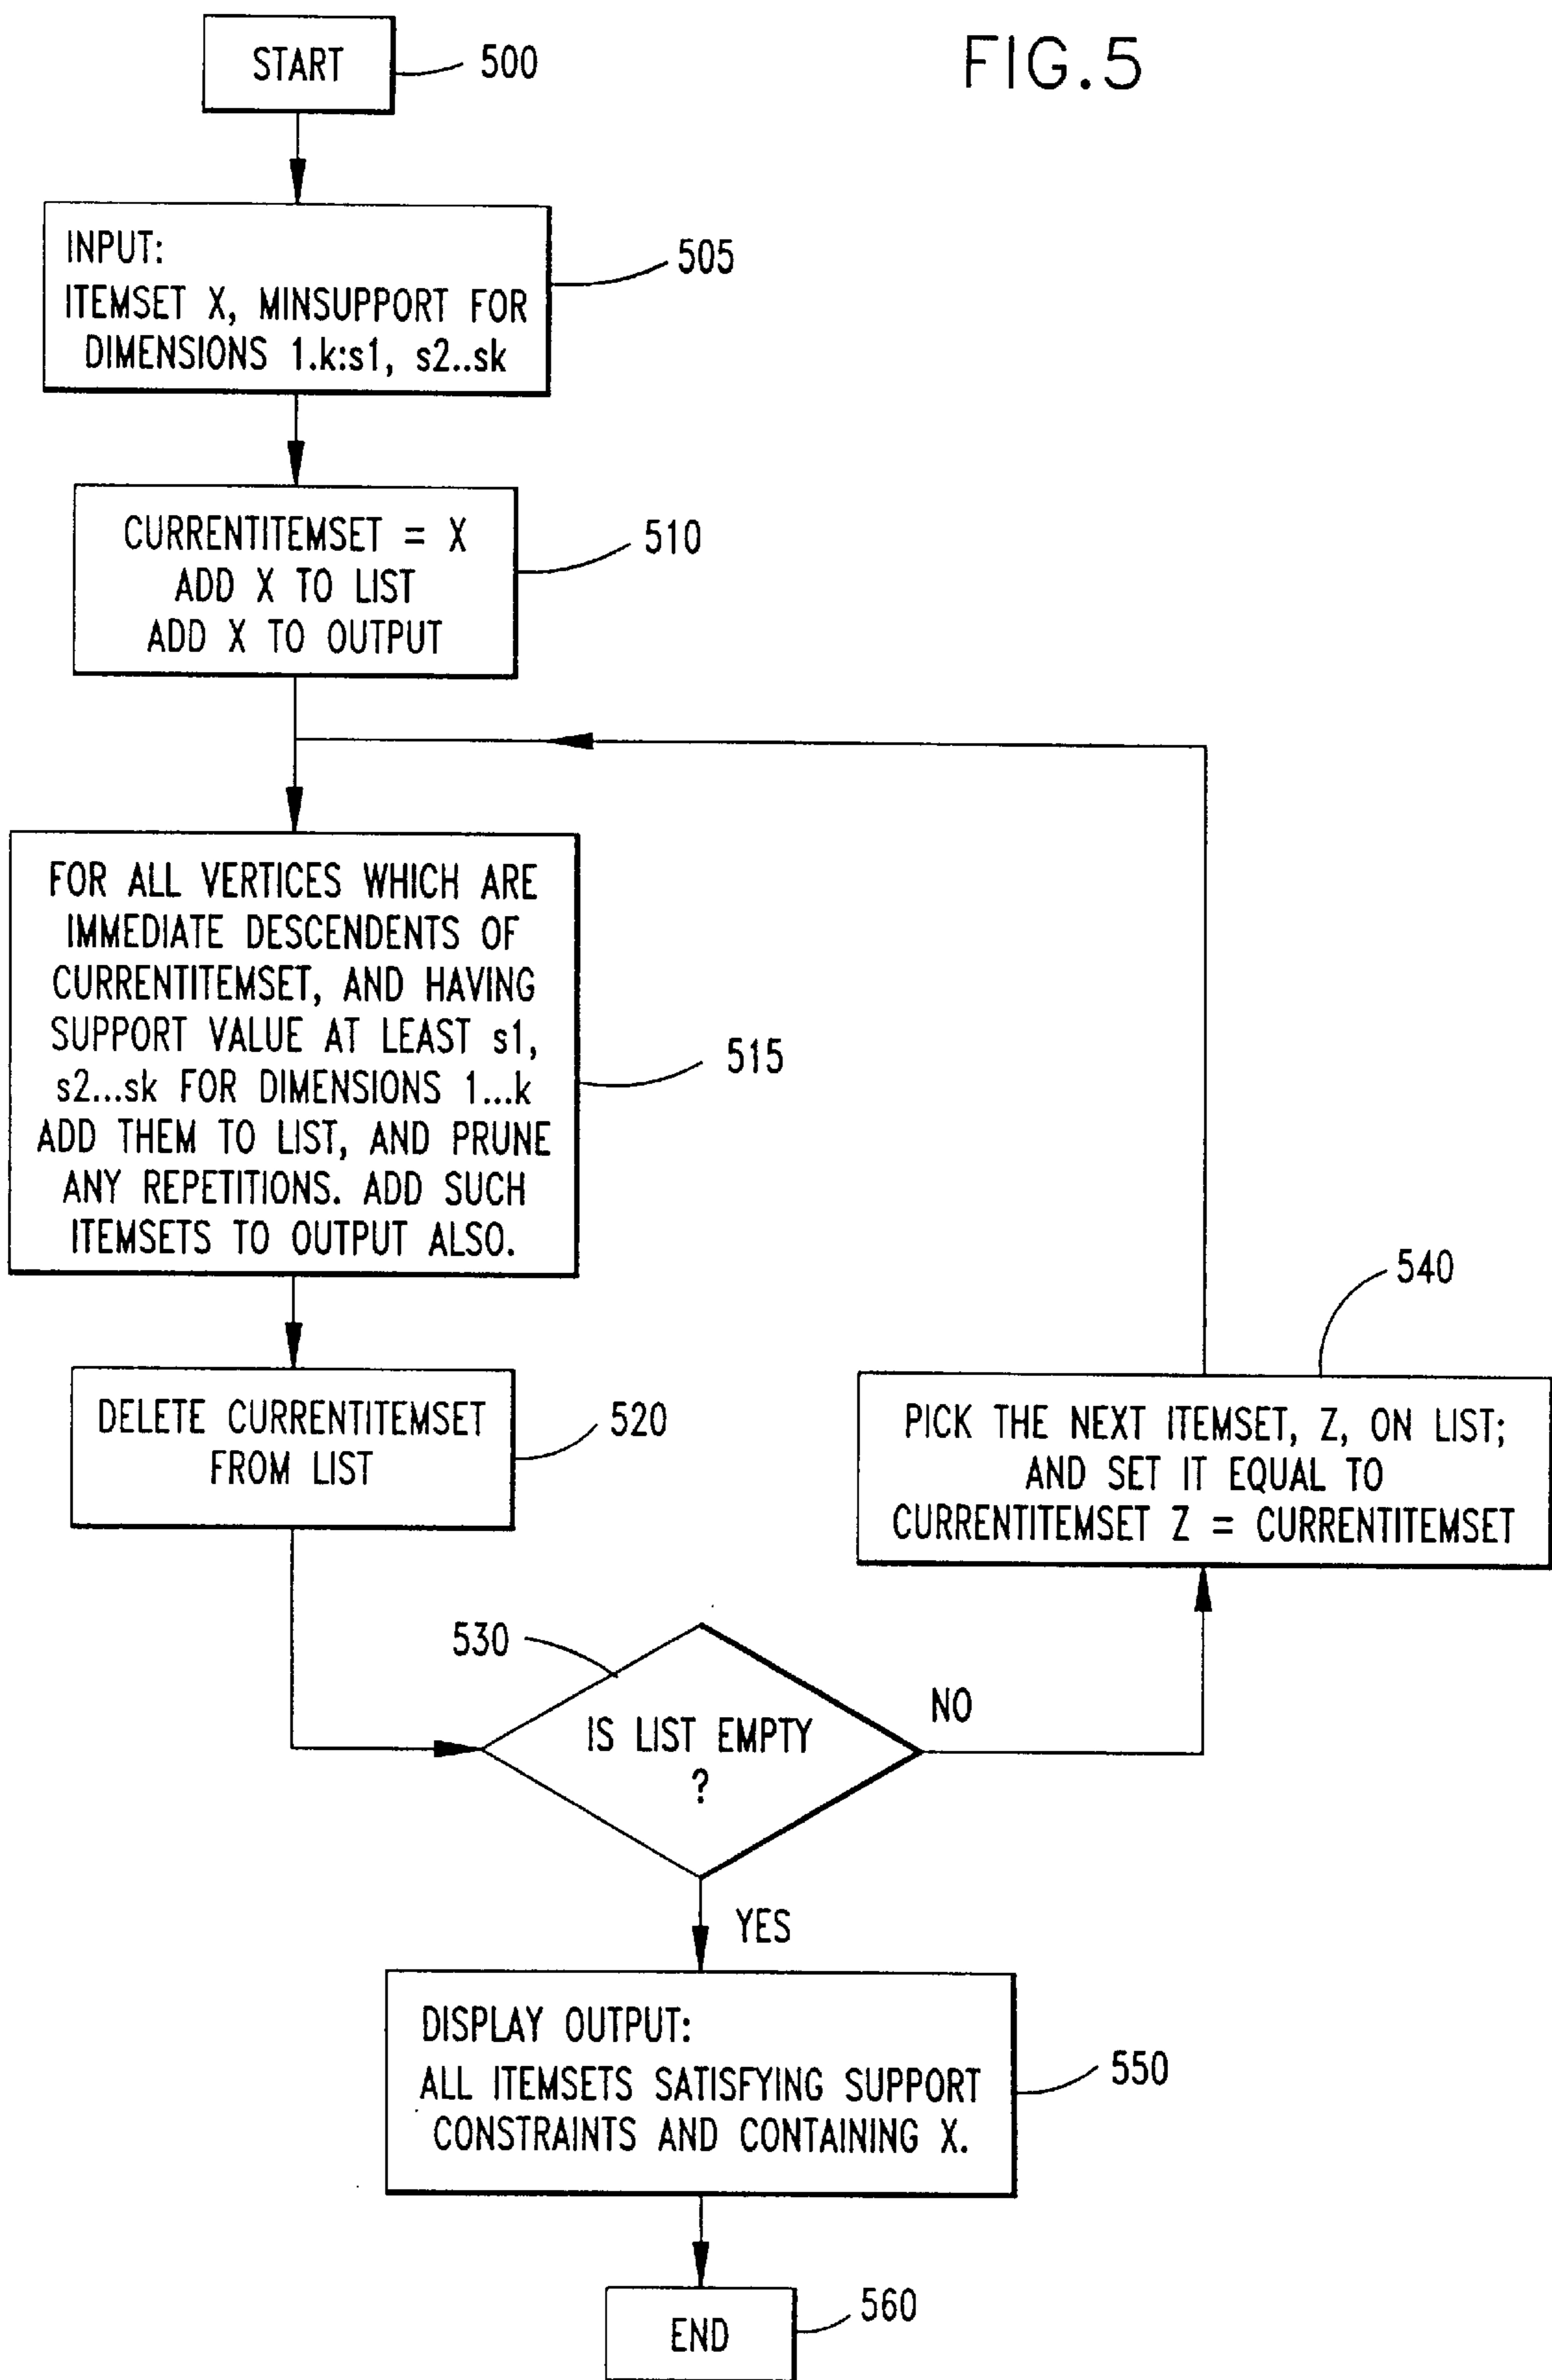 FIG.5
START
500
INPUT:
ITEMSET X, MINSUPPORT FOR
DIMENSIONS 1.k:s1, s2..sk
505
CURRENTITEMSET = X
ADD X TO LIST
ADD X TO OUTPUT
510
FOR ALL VERTICES WHICH ARE
IMMEDIATE DESCENDENTS OF
CURRENTITEMSET, AND HAVING
SUPPORT VALUE AT LEAST s1,
s2...sk FOR DIMENSIONS 1...k
ADD THEM TO LIST, AND PRUNE
ANY REPETITIONS. ADD SUCH
ITEMSETS TO OUTPUT ALSO.
515
DELETE CURRENTITEMSET
FROM LIST
520
540
PICK THE NEXT ITEMSET, Z, ON LIST;
AND SET IT EQUAL TO
CURRENTITEMSET Z = CURRENTITEMSET
530
IS LIST EMPTY
?
NO
YES
DISPLAY OUTPUT:
ALL ITEMSETS SATISFYING SUPPORT
CONSTRAINTS AND CONTAINING X.
550
END
560